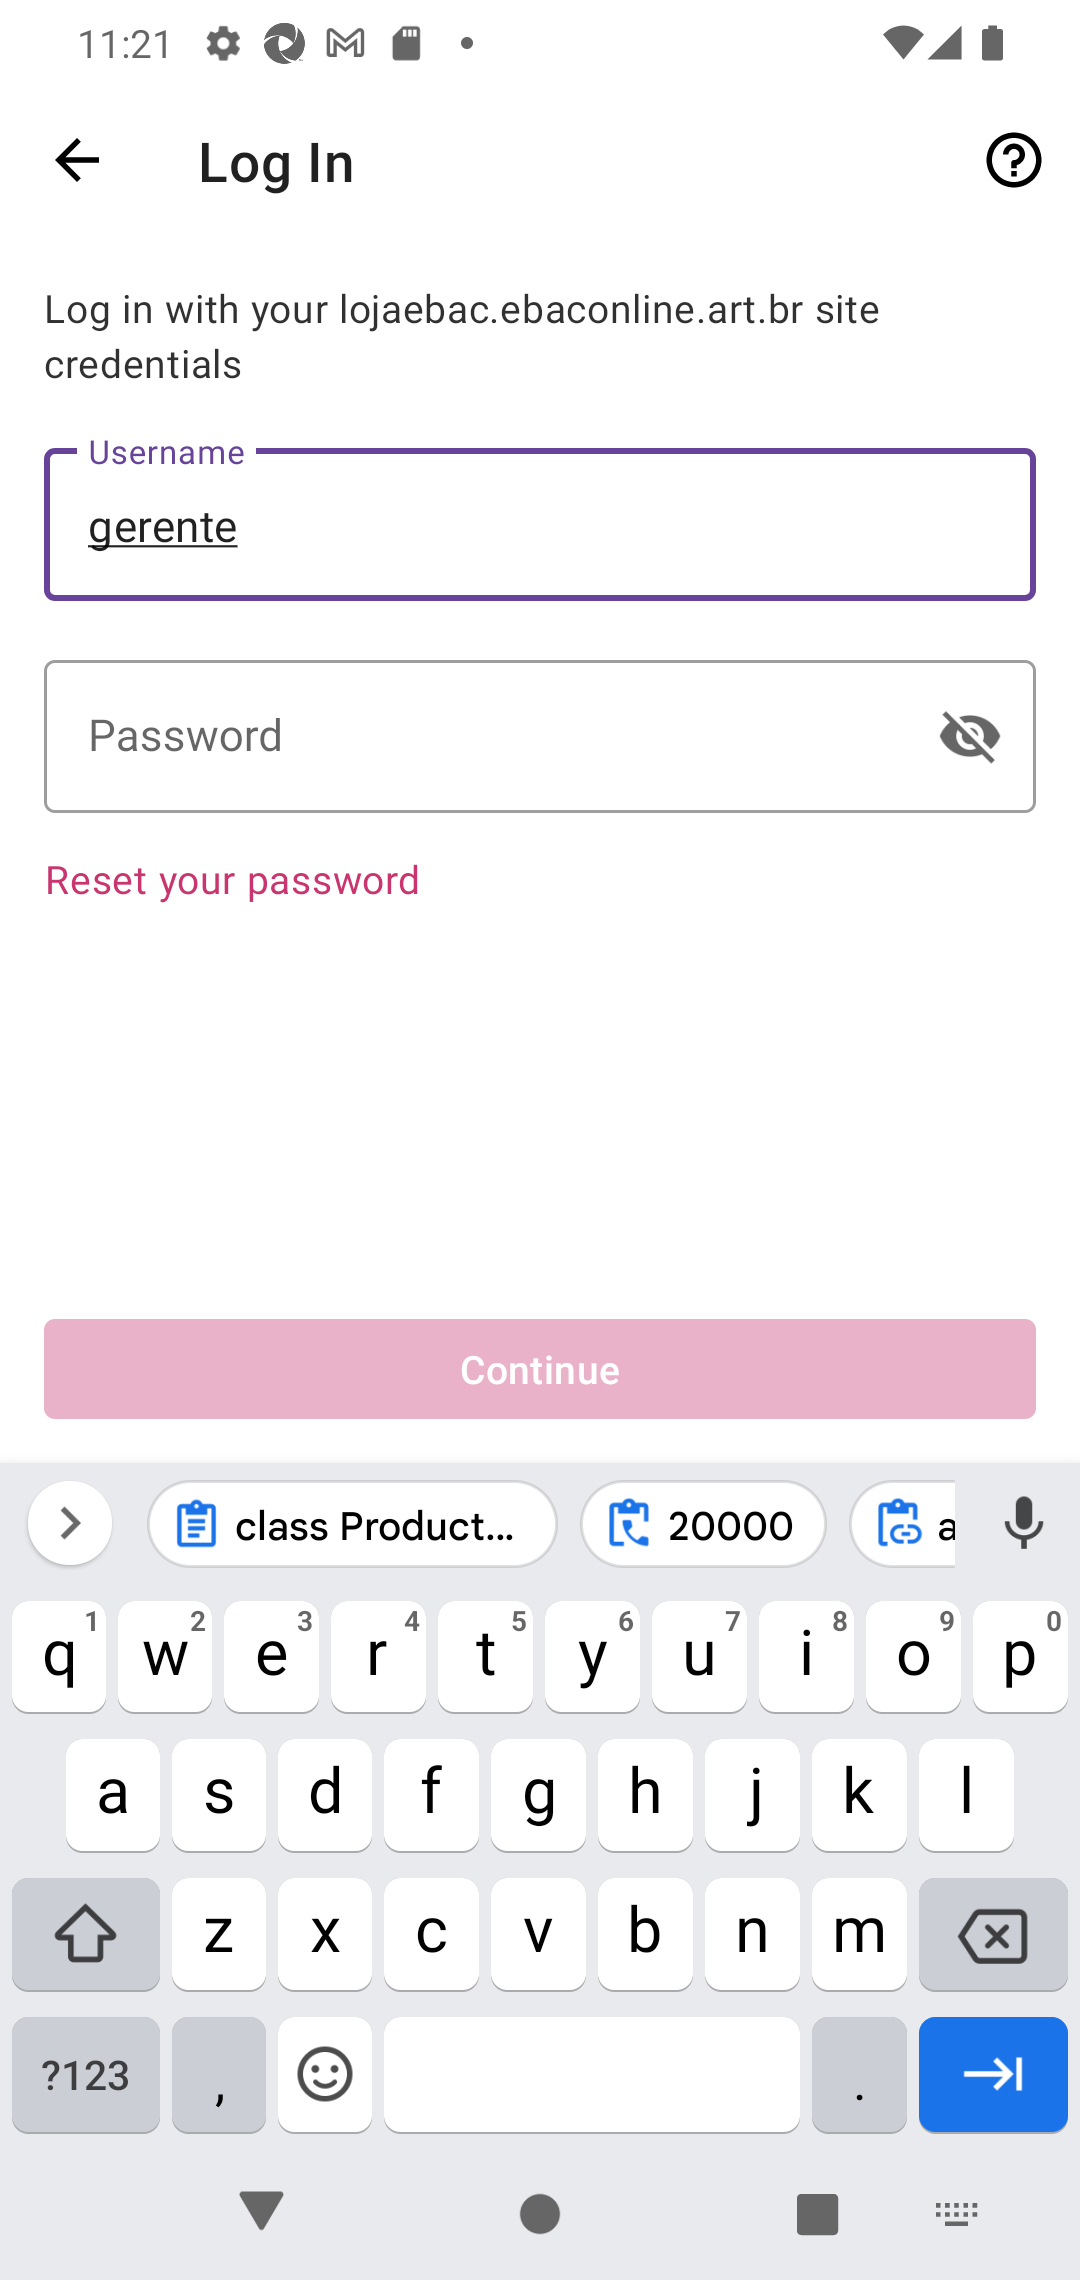 11:21
Log In
Log in with your lojaebac.ebaconline.art.br site
credentials
Username
gerente
Password
Reset your password
Continue
class Product... 20000 a
q 1 w 2 e 3 r 4 t 5 y 6 u 7 i 8 o 9 p 0
a s d f g h j k l
z x c v b n m
?123 , .